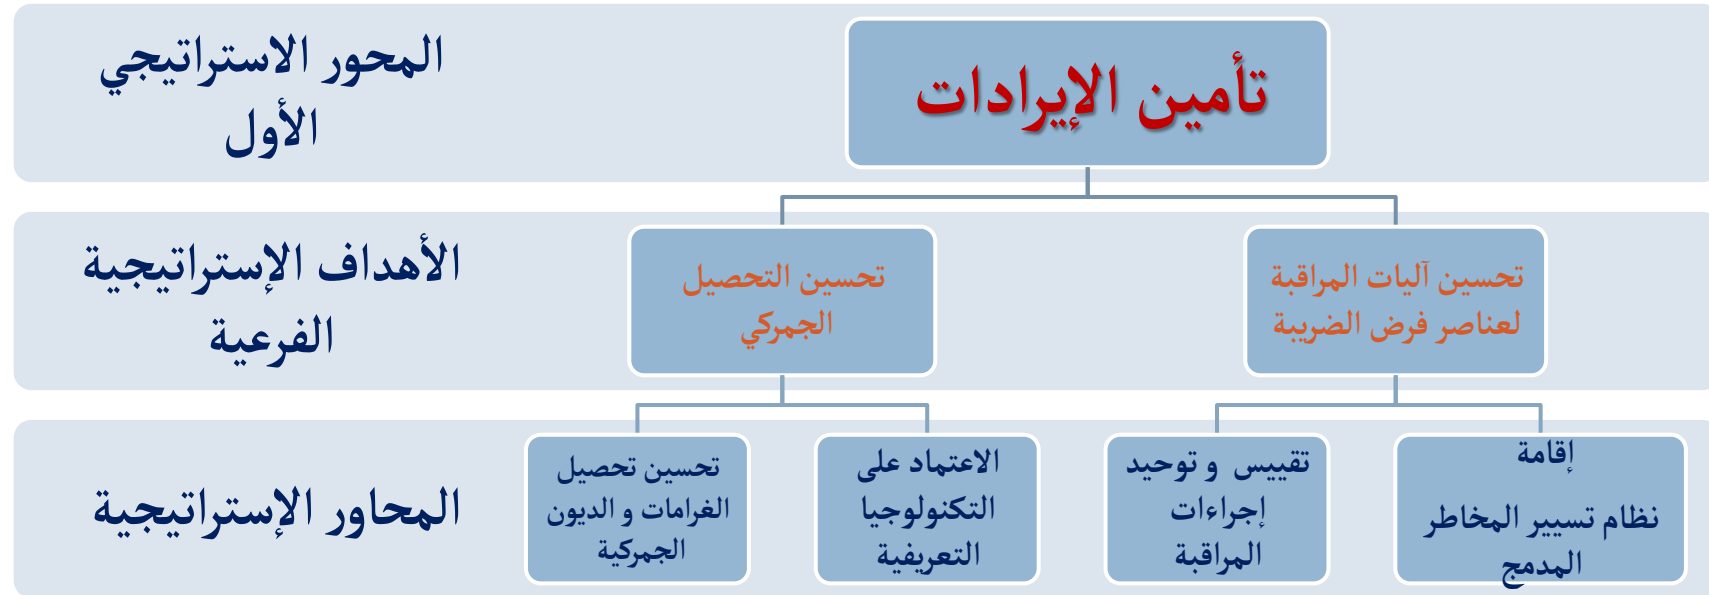 المحور الاستراتيجي
الأول
تأمين الإيرادات
الأهداف الإستراتيجية
الفرعية
تحسين آليات المراقبة
لعناصر فرض الضريبة
تحسين التحصيل
الجمركي
المحاور الإستراتيجية
إقامة
نظام تسيير المخاطر
المدمج
تقييس و توحيد
إجراءات
المراقبة
الاعتماد على
التكنولوجيا
التعريفية
تحسين تحصيل
الغرامات و الديون
الجمركية